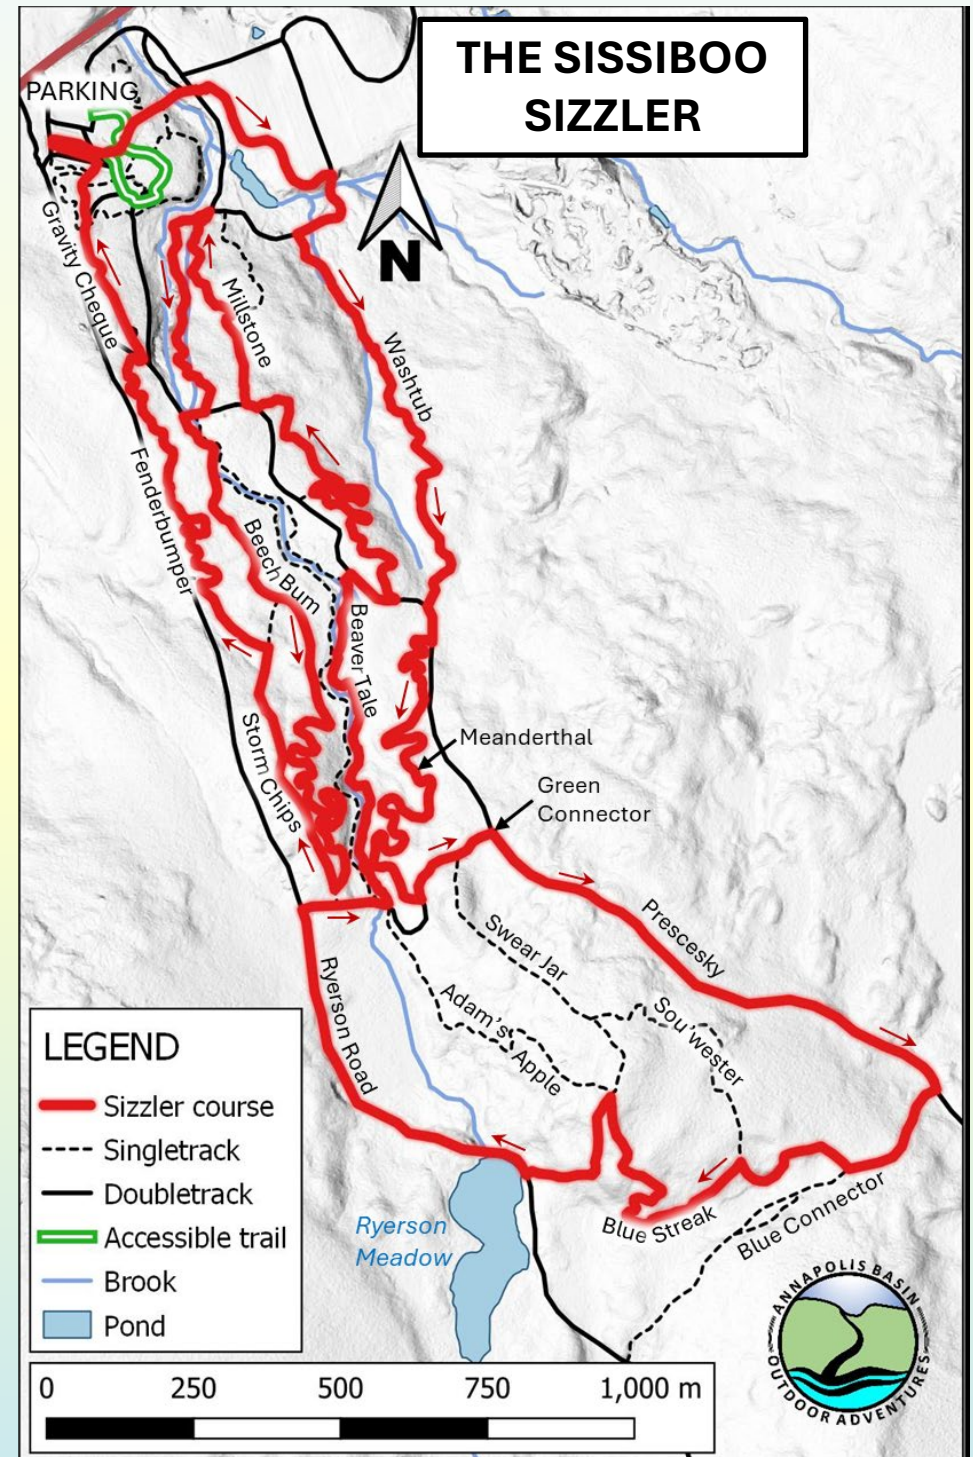 THE SISSIBOO
SIZZLER
PARKING
N
Gravity Cheque
Millstone
Washtub
Fenderbumper
Beech Bum
Beaver Tale
Storm Chips
Meanderthal
Green
Connector
Prescesky
Swear Jar
Adam's Apple
Sou'wester
Ryerson Road
Blue Streak
Blue Connector
Ryerson
Meadow
LEGEND
Sizzler course
Singletrack
Doubletrack
Accessible trail
Brook
Pond
0 250 500 750 1,000 m
ANNAPOLIS BASIN
OUTDOOR ADVENTURES